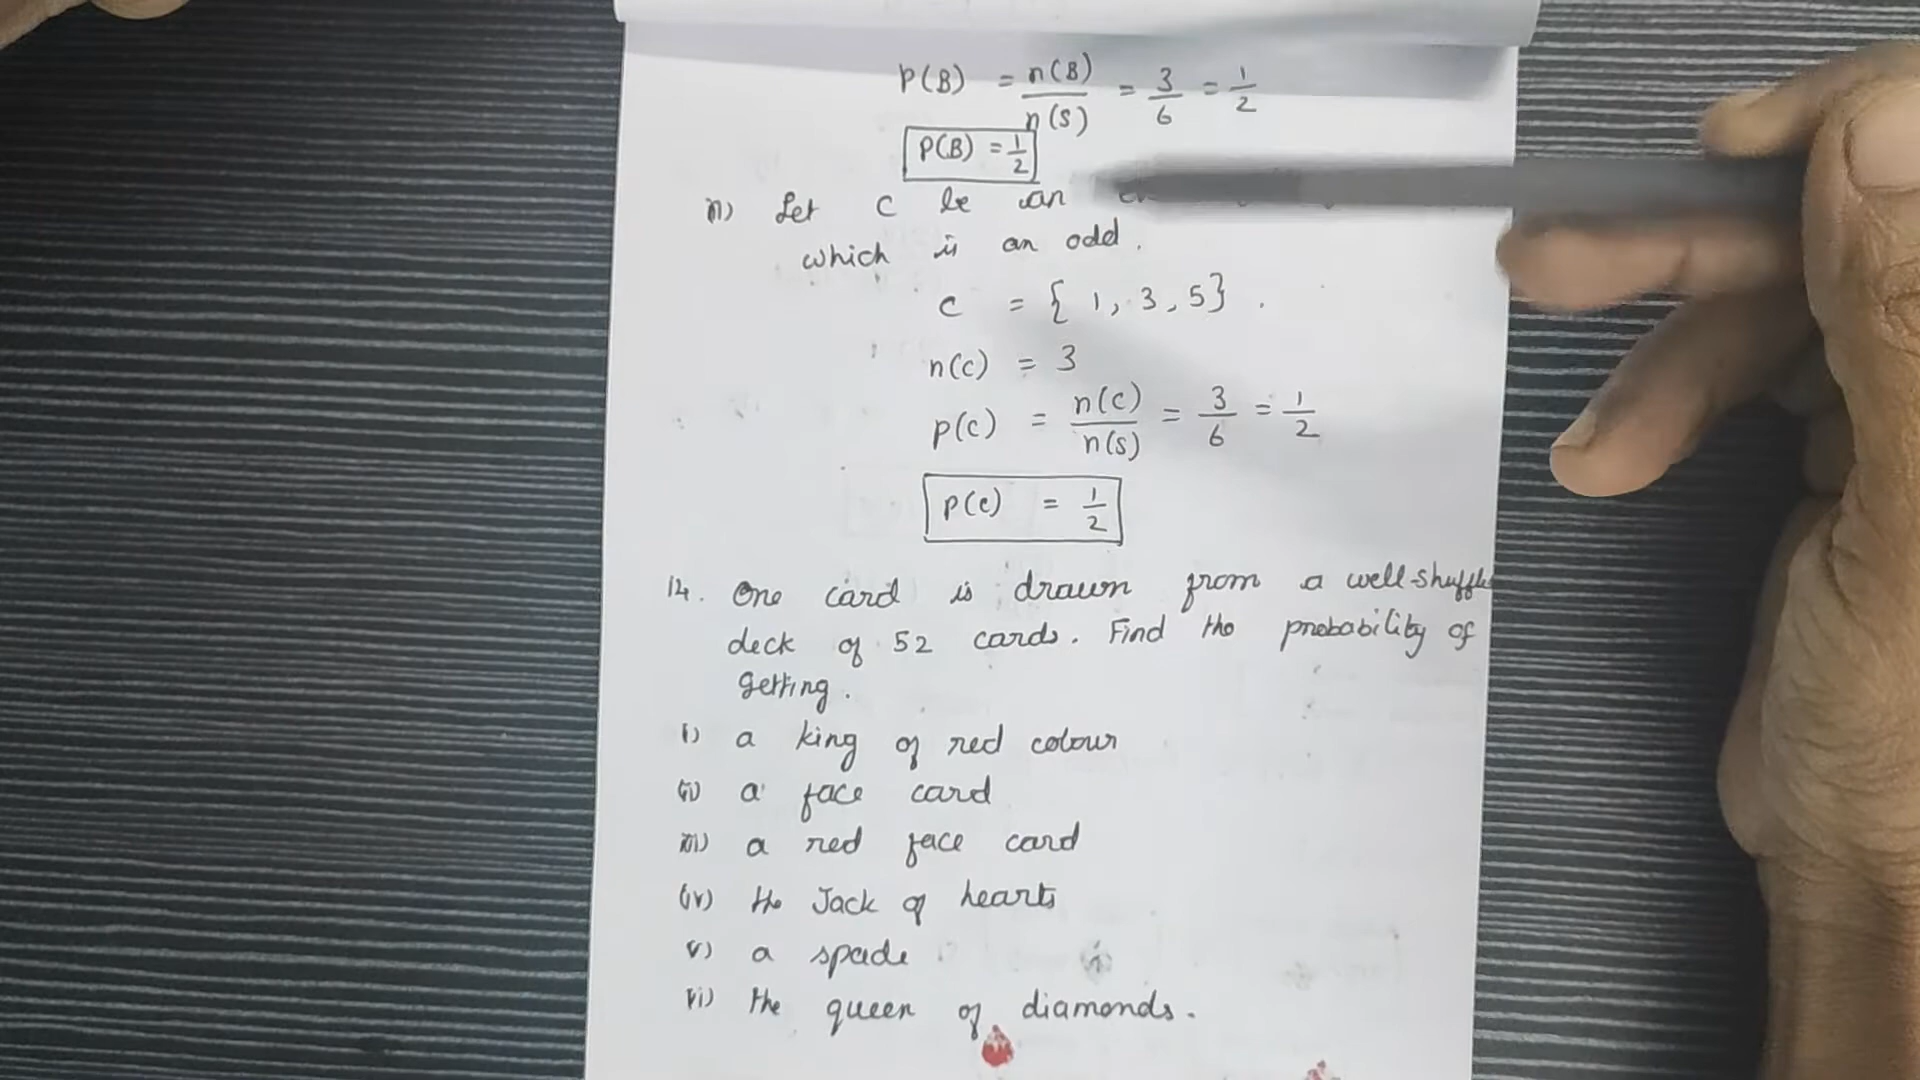 P(B) = n(B)/n(S) = 3/6 = 1/2
P(B) = 1/2
iii) Let C be an
which is an odd.
C = { 1, 3, 5} .
n(C) = 3
P(C) = n(C)/n(S) = 3/6 = 1/2
P(C) = 1/2
14. One card is drawn from a well-shuffle
deck of 52 cards. Find the probability of
getting.
i) a king of red colour
(ii) a face card
iii) a red face card
(iv) the Jack of hearts
v) a spade
vi) the queen of diamonds.